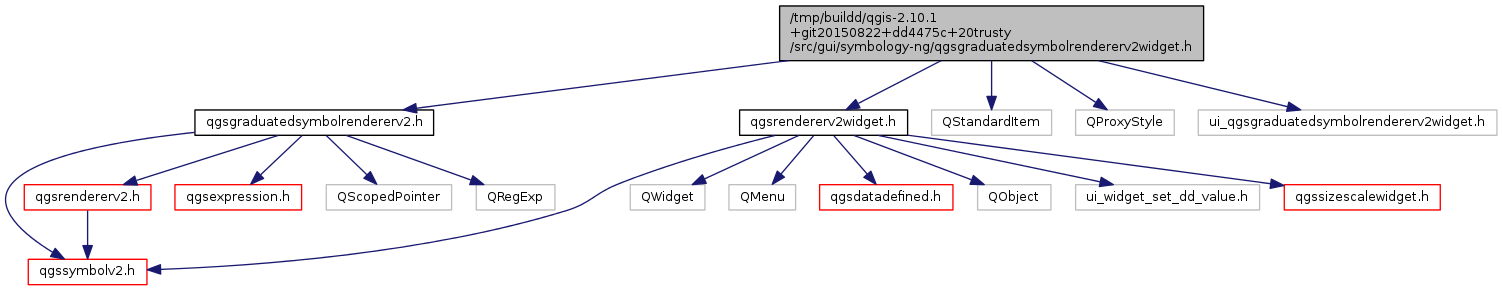 /tmp/buildd/qgis-2.10.1
+git20150822+dd4475c+20trusty
/src/gui/symbology-ng/qgsgraduatedsymbolrendererv2widget.h
qgsgraduatedsymbolrendererv2.h
qgsrendererv2widget.h
QStandardItem
QProxyStyle
ui_qgsgraduatedsymbolrendererv2widget.h
qgsrendererv2.h
qgsexpression.h
QScopedPointer
QRegExp
QWidget
QMenu
qgsdatadefined.h
QObject
ui_widget_set_dd_value.h
qgssizescalewidget.h
qgssymbolv2.h